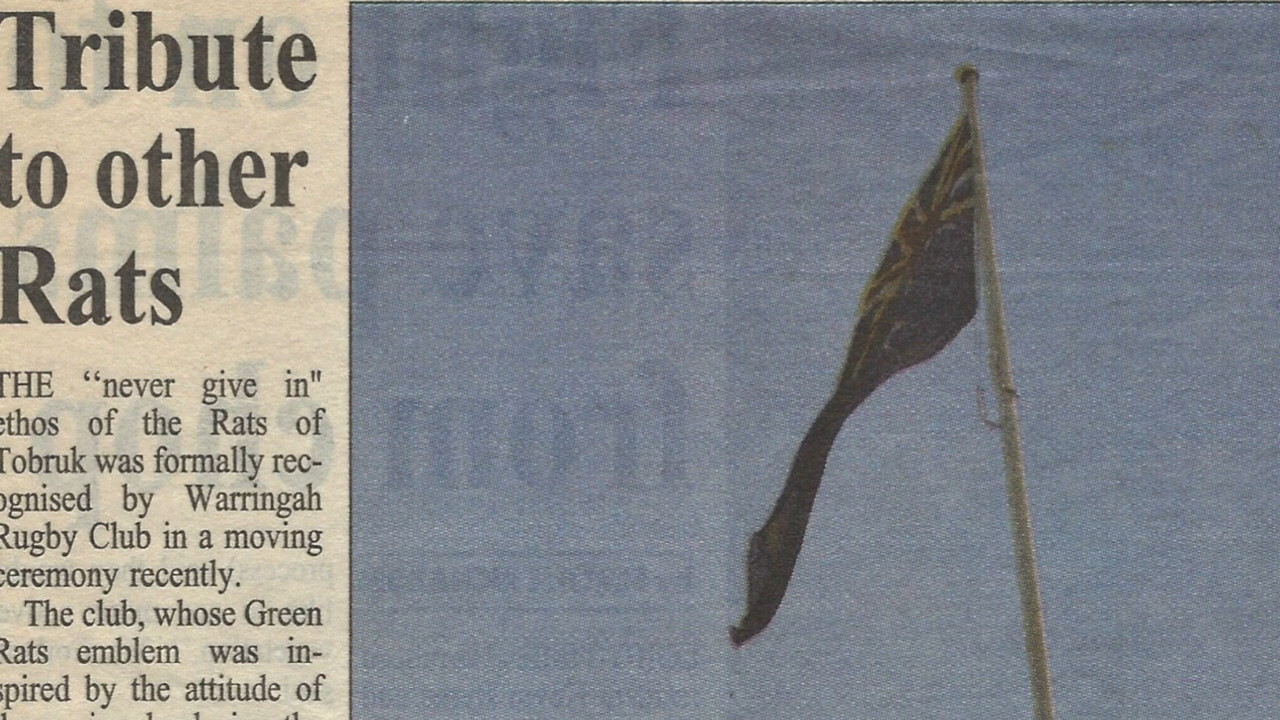 Tribute
to other
Rats
THE ‘‘never give in"
ethos of the Rats of
Tobruk was formally rec-
ognised by Warringah
Rugby Club in a moving
ceremony recently.
The club, whose Green
Rats emblem was in-
spired by the attitude of